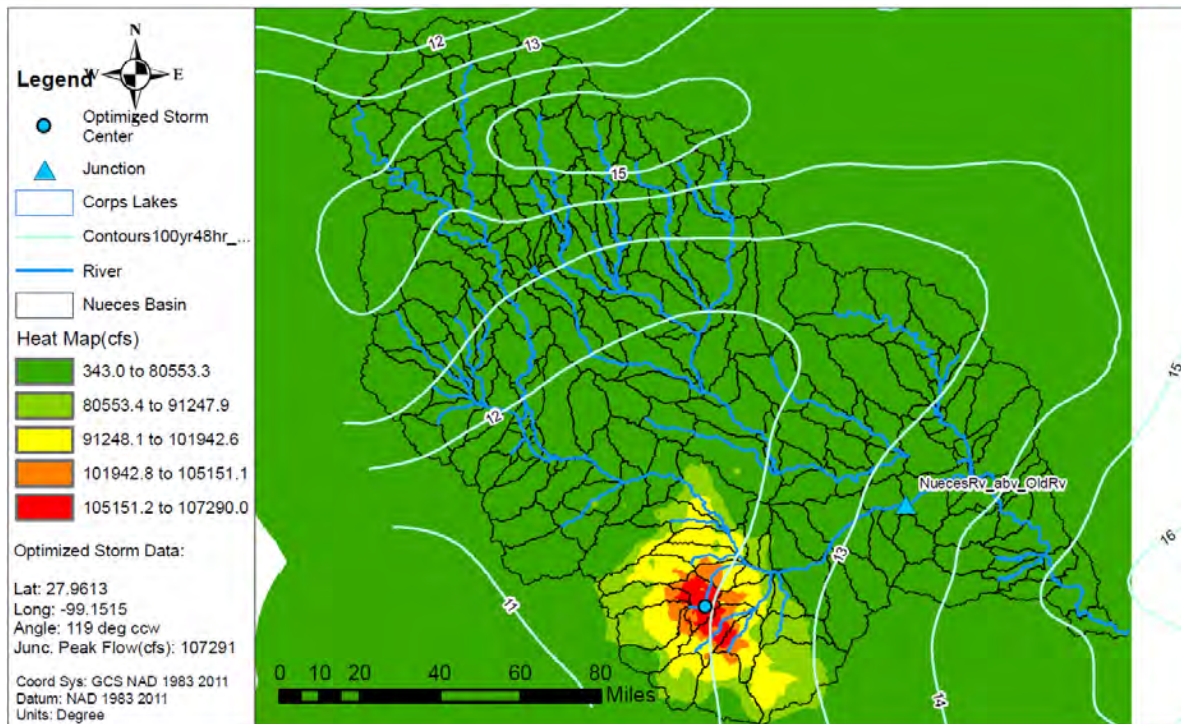 N
W
E
S
Legend
Optimized Storm
Center
Junction
Corps Lakes
Contours100yr48hr_...
River
Nueces Basin
Heat Map(cfs)
343.0 to 80553.3
80553.4 to 91247.9
91248.1 to 101942.6
101942.8 to 105151.1
105151.2 to 107290.0
Optimized Storm Data:
Lat: 27.9613
Long: -99.1515
Angle: 119 deg ccw
Junc. Peak Flow(cfs): 107291
Coord Sys: GCS NAD 1983 2011
Datum: NAD 1983 2011
Units: Degree
12
13
15
15
12
NuecesRv_abv_OldRv
16
13
11
14
0 10 20 40 60 80
Miles